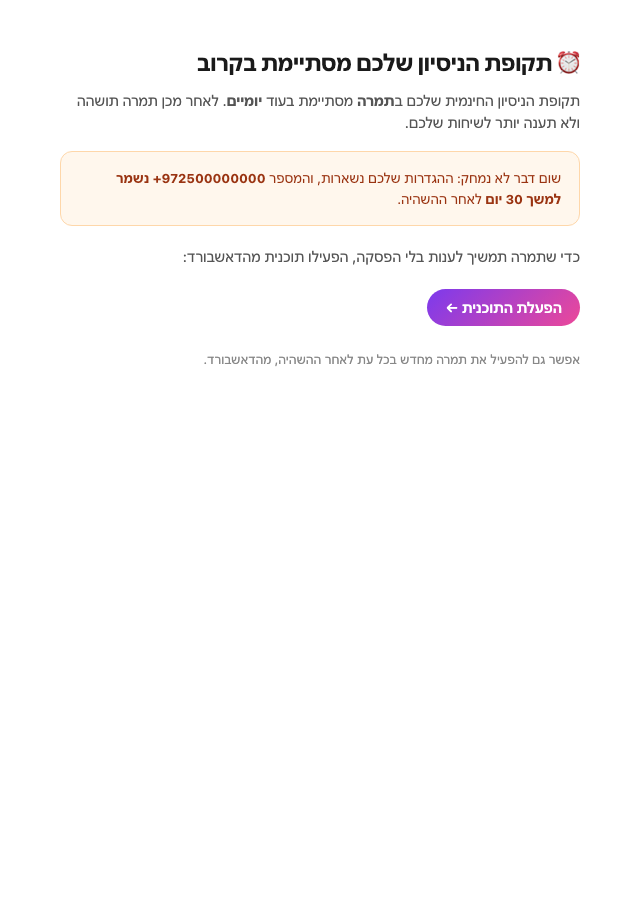 ⏰ תקופת הניסיון שלכם מסתיימת בקרוב
תקופת הניסיון החינמית שלכם בתמרה מסתיימת בעוד יומיים. לאחר מכן תמרה תושהה
ולא תענה יותר לשיחות שלכם.
שום דבר לא נמחק: ההגדרות שלכם נשארות, והמספר 972500000000+ נשמר
למשך 30 יום לאחר ההשהיה.
כדי שתמרה תמשיך לענות בלי הפסקה, הפעילו תוכנית מהדאשבורד:
הפעלת התוכנית ←
אפשר גם להפעיל את תמרה מחדש בכל עת לאחר ההשהיה, מהדאשבורד.